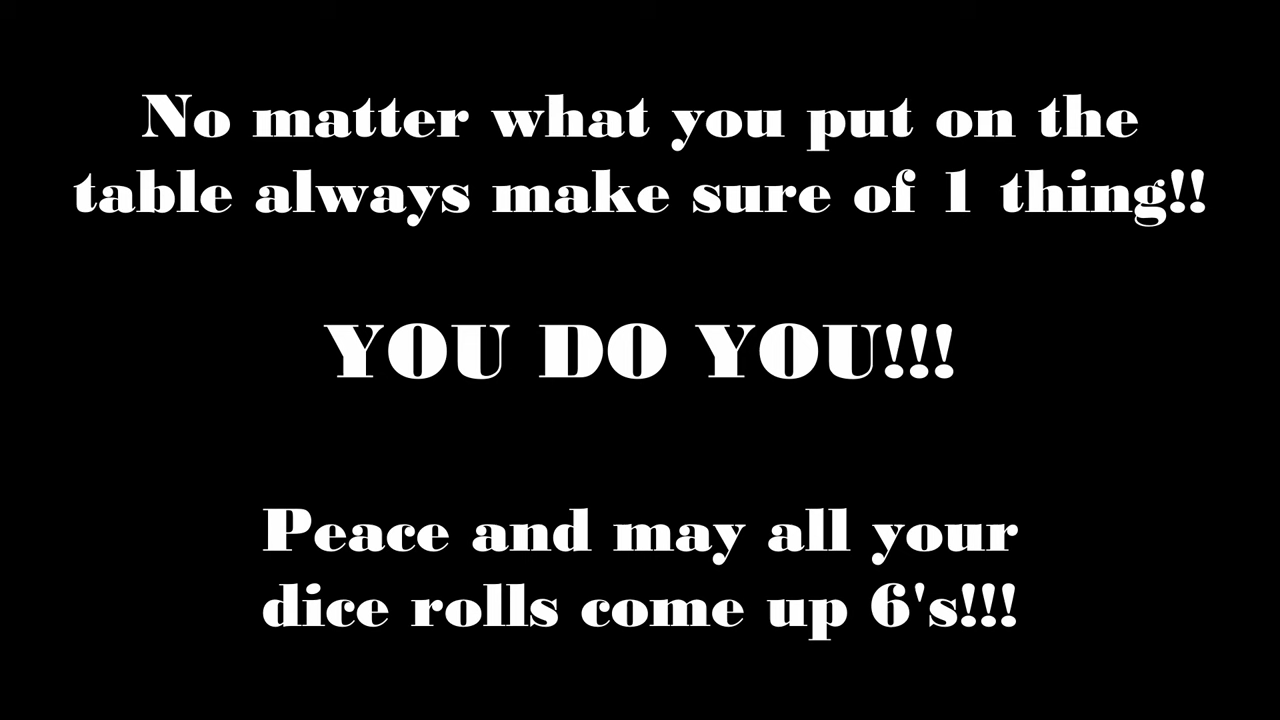 No matter what you put on the
table always make sure of 1 thing!!
YOU DO YOU!!!
Peace and may all your
dice rolls come up 6's!!!